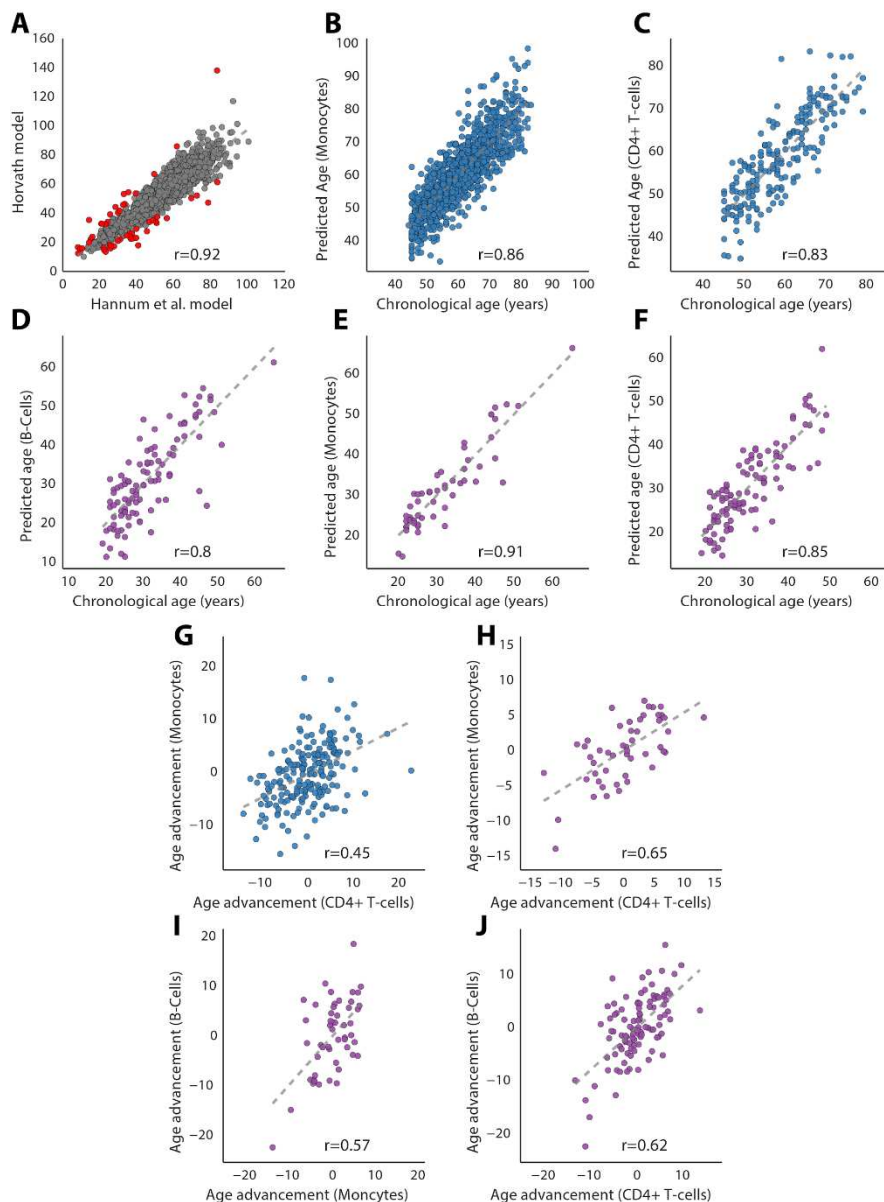 A
160
140
120
100
80
60
40
20
0
Horvath model
r=0.92
0 20 40 60 80 100 120
Hannum et al. model
B
100
90
80
70
60
50
40
Predicted Age (Monocytes)
r=0.86
40 50 60 70 80 90 100
Chronological age (years)
C
80
70
60
50
40
Predicted Age (CD4+ T-cells)
r=0.83
40 50 60 70 80
Chronological age (years)
D
60
50
40
30
20
10
Predicted age (B-Cells)
r=0.8
10 20 30 40 50 60
Chronological age (years)
E
60
50
40
30
20
Predicted age (Monocytes)
r=0.91
20 30 40 50 60
Chronological age (years)
F
60
50
40
30
20
Predicted age (CD4+ T-cells)
r=0.85
20 30 40 50 60
Chronological age (years)
G
20
10
0
−10
Age advancement (Monocytes)
r=0.45
−10 0 10 20
Age advancement (CD4+ T-cells)
H
15
10
5
0
−5
−10
−15
Age advancement (Monocytes)
r=0.65
−15 −10 −5 0 5 10 15
Age advancement (CD4+ T-cells)
I
20
10
0
−10
−20
Age advancement (B-Cells)
r=0.57
−20 −10 0 10 20
Age advancement (Moncytes)
J
10
0
−10
−20
Age advancement (B-Cells)
r=0.62
−20 −10 0 10
Age advancement (CD4+ T-cells)